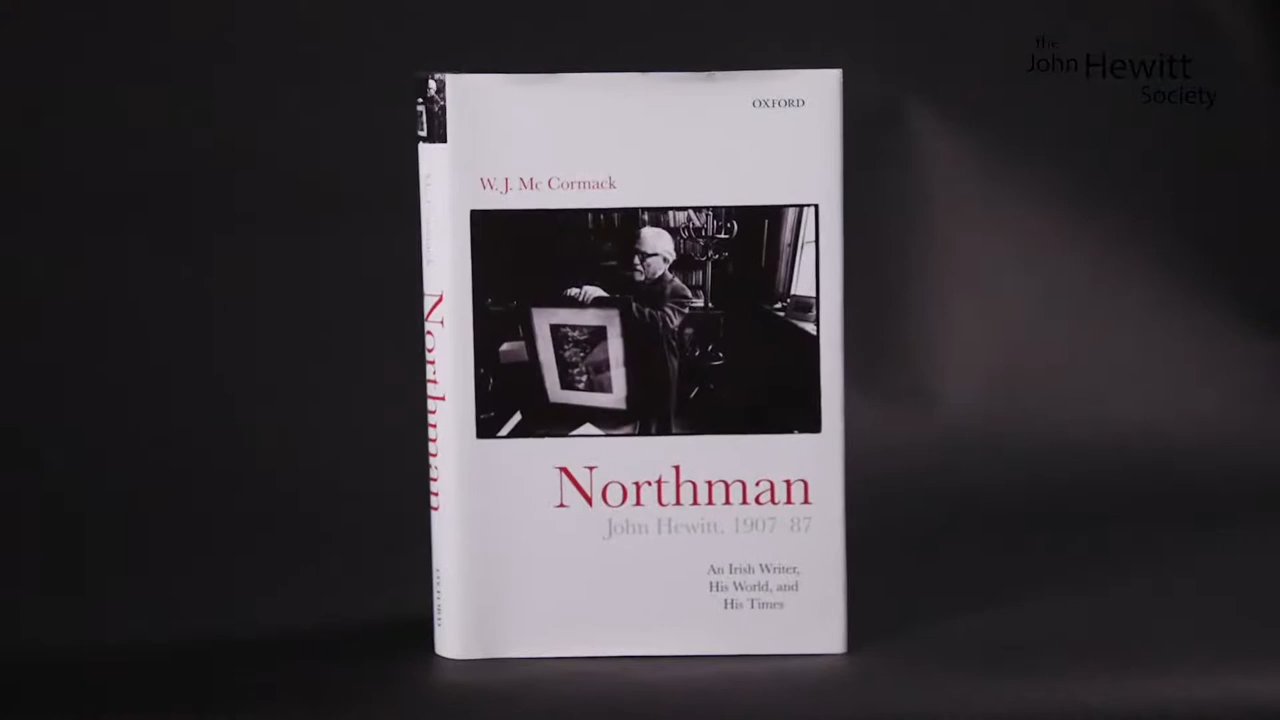 the
John Hewitt
Society
OXFORD
W. J. Mc Cormack
Northman
John Hewitt, 1907–87
An Irish Writer,
His World, and
His Times
Mc Cormack
Northman
OXFORD